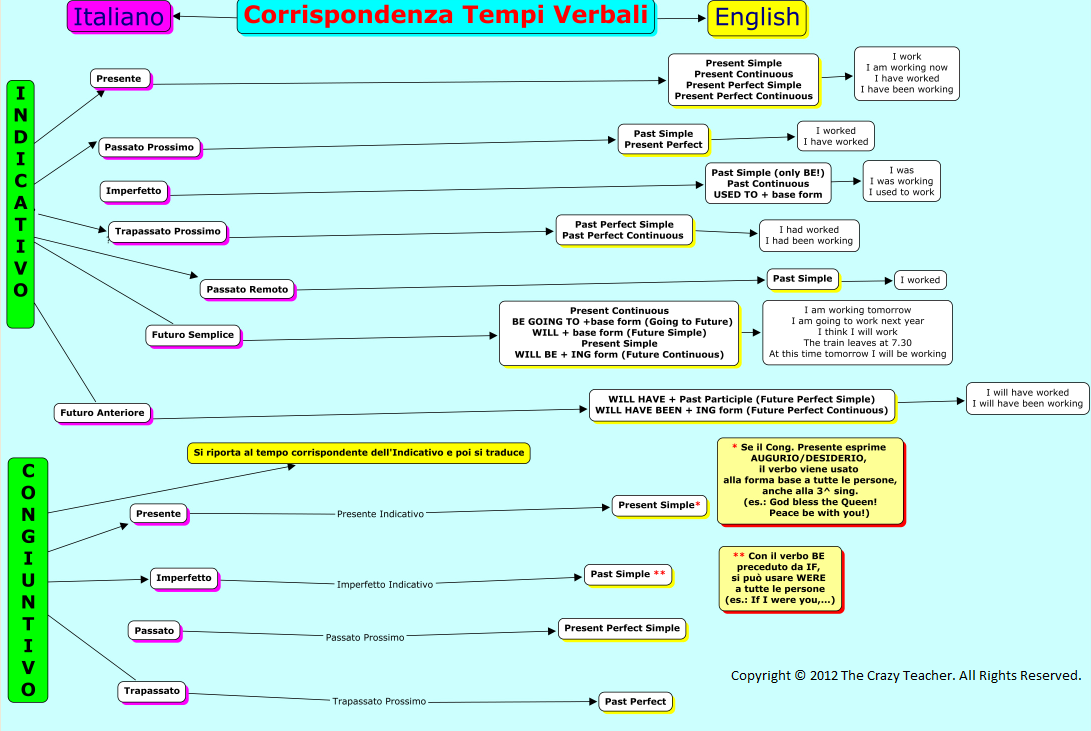 Italiano
Corrispondenza Tempi Verbali
English
INDICATIVO
Presente
Present Simple
Present Continuous
Present Perfect Simple
Present Perfect Continuous
I work
I am working now
I have worked
I have been working
Passato Prossimo
Past Simple
Present Perfect
I worked
I have worked
Imperfetto
Past Simple (only BE!)
Past Continuous
USED TO + base form
I was
I was working
I used to work
Trapassato Prossimo
Past Perfect Simple
Past Perfect Continuous
I had worked
I had been working
Passato Remoto
Past Simple
I worked
Futuro Semplice
Present Continuous
BE GOING TO +base form (Going to Future)
WILL + base form (Future Simple)
Present Simple
WILL BE + ING form (Future Continuous)
I am working tomorrow
I am going to work next year
I think I will work
The train leaves at 7.30
At this time tomorrow I will be working
Futuro Anteriore
WILL HAVE + Past Participle (Future Perfect Simple)
WILL HAVE BEEN + ING form (Future Perfect Continuous)
I will have worked
I will have been working
CONGIUNTIVO
Si riporta al tempo corrispondente dell'Indicativo e poi si traduce
Presente
Presente Indicativo
Present Simple*
* Se il Cong. Presente esprime
AUGURIO/DESIDERIO,
il verbo viene usato
alla forma base a tutte le persone,
anche alla 3^ sing.
(es.: God bless the Queen!
Peace be with you!)
Imperfetto
Imperfetto Indicativo
Past Simple **
** Con il verbo BE
preceduto da IF,
si può usare WERE
a tutte le persone
(es.: If I were you,...)
Passato
Passato Prossimo
Present Perfect Simple
Trapassato
Trapassato Prossimo
Past Perfect
Copyright © 2012 The Crazy Teacher. All Rights Reserved.